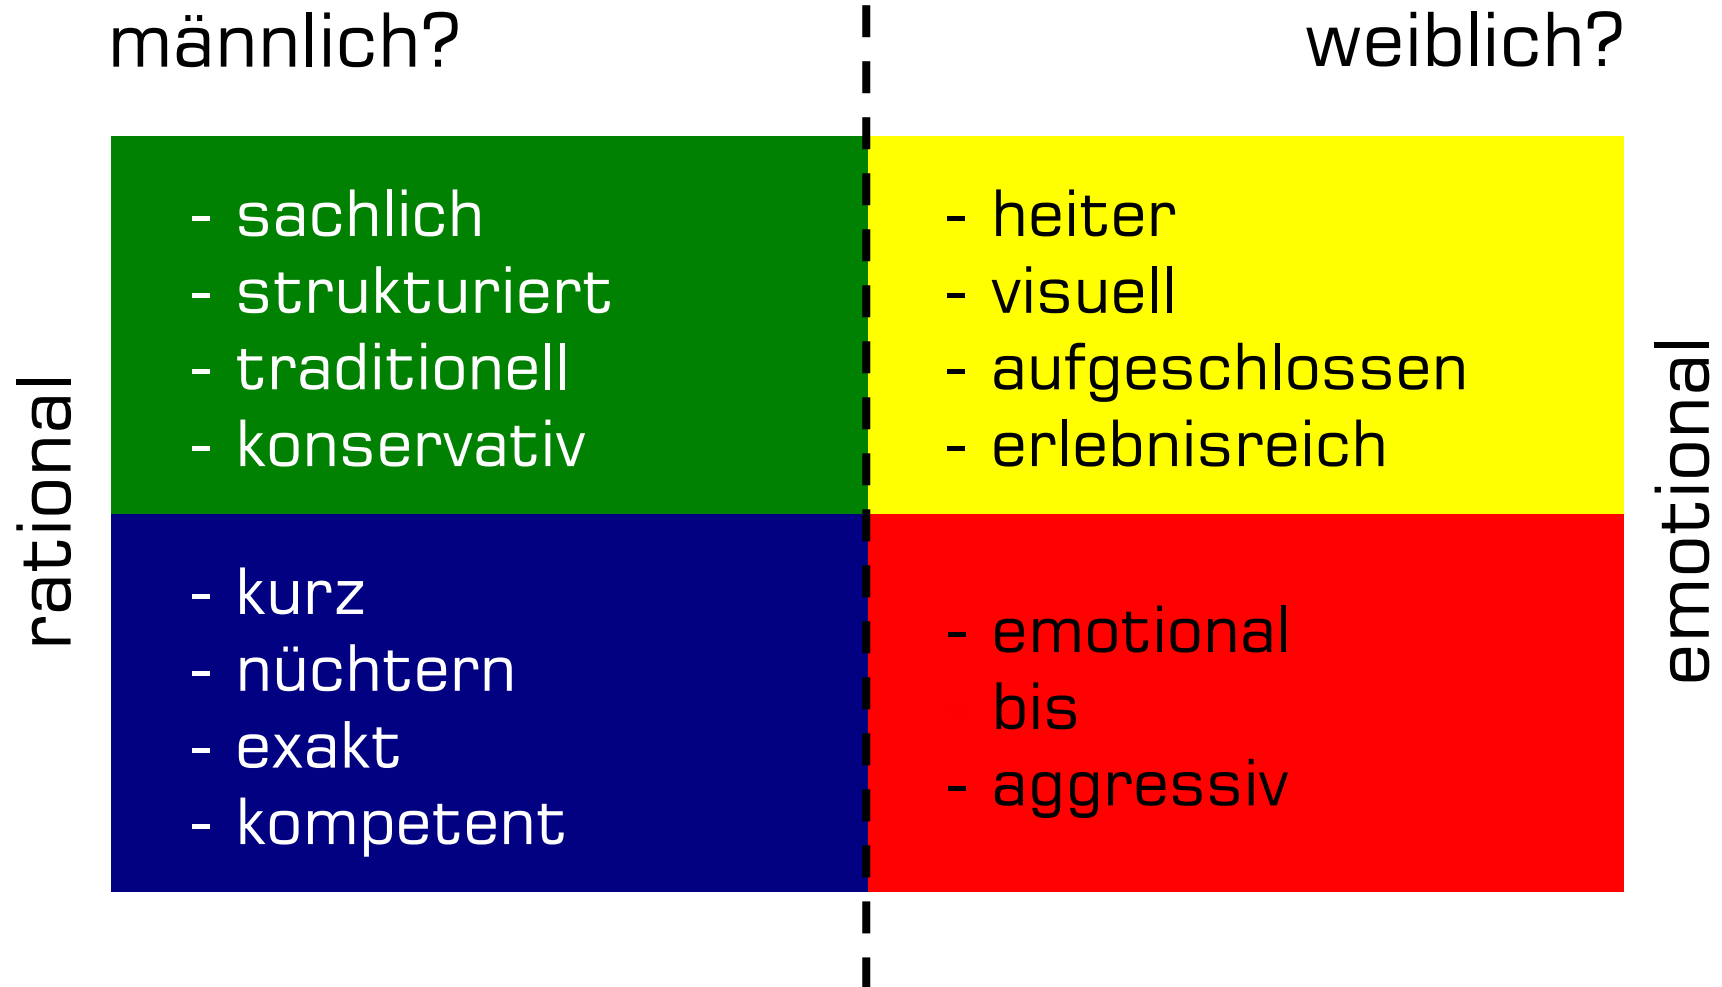 männlich?
weiblich?
rational
- sachlich
- strukturiert
- traditionell
- konservativ
- heiter
- visuell
- aufgeschlossen
- erlebnisreich
- kurz
- nüchtern
- exakt
- kompetent
- emotional
bis
- aggressiv
emotional